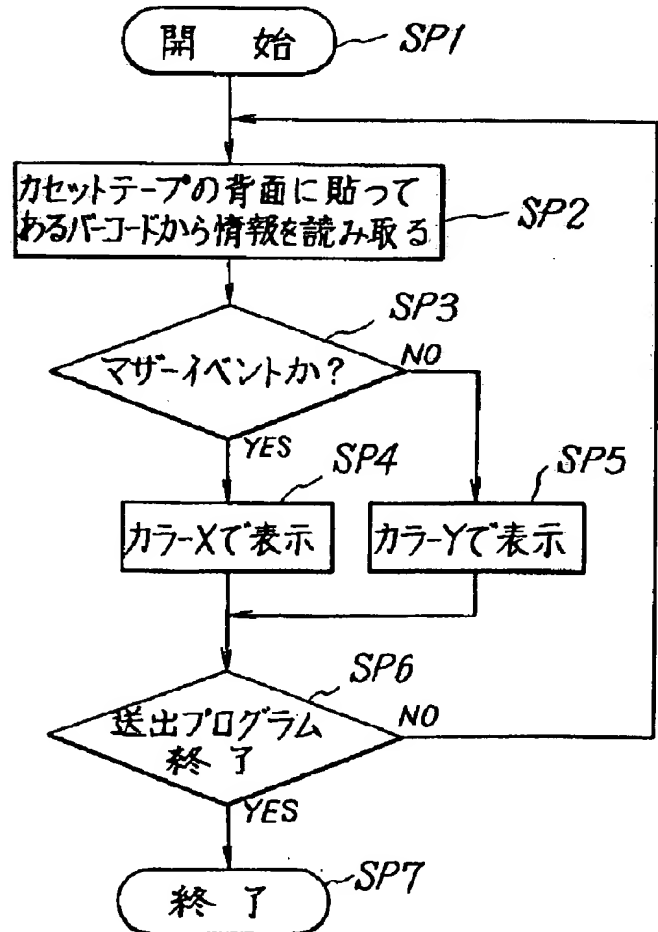 開 始
SP1
カセットテープの背面に貼って
あるバーコードから情報を読み取る
SP2
SP3
マザーイベントか?
NO
YES
SP4
SP5
カラーXで表示
カラーYで表示
SP6
送出プログラム
終了
NO
YES
終 了
SP7